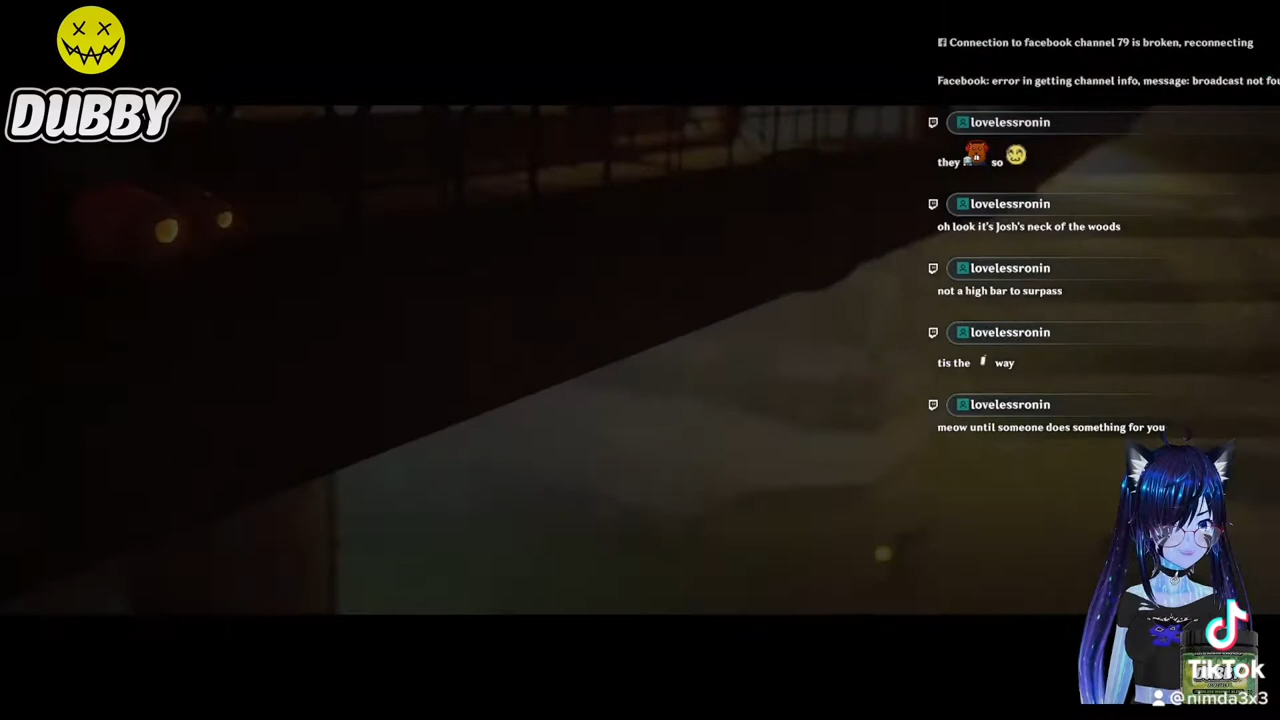 DUBBY
Connection to facebook channel 79 is broken, reconnecting
Facebook: error in getting channel info, message: broadcast not fou
lovelessronin
they so
lovelessronin
oh look it's Josh's neck of the woods
lovelessronin
not a high bar to surpass
lovelessronin
tis the way
lovelessronin
meow until someone does something for you
TikTok
DUBBY
@nimda3x3